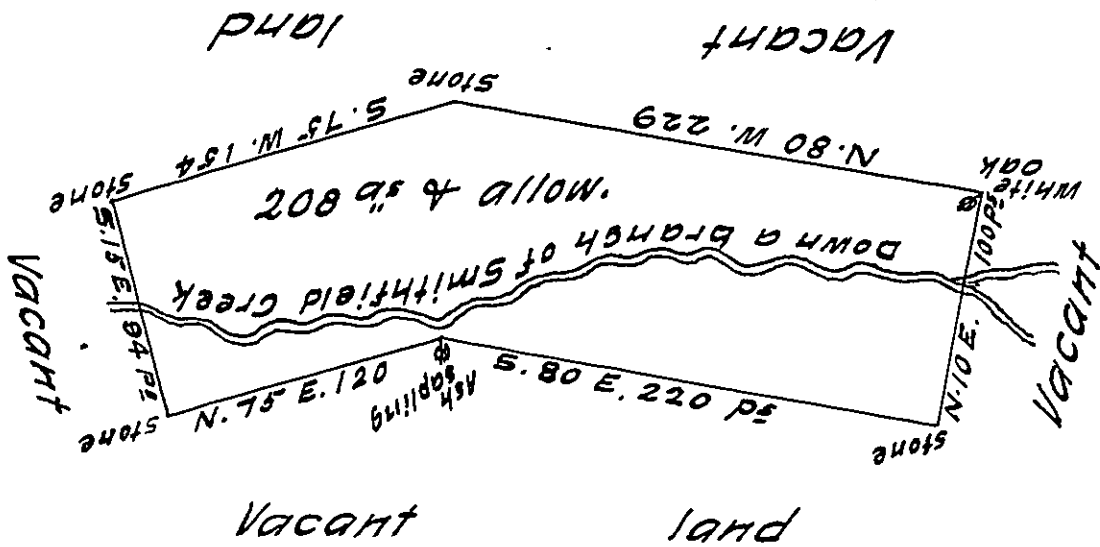 Vacant
land
Stone
N. 80 W. 229
S. 75 W. 154
White
oak
Stone
100 Ps
208 as & allow.
Down a branch of Smithfield Creek
Vacant
S. 15 E. 94 Ps
Vacant
N. 10 E.
N. 75 E. 120
Ash
sapling
S. 80 E. 220 Ps
Stone
Stone
Vacant
land